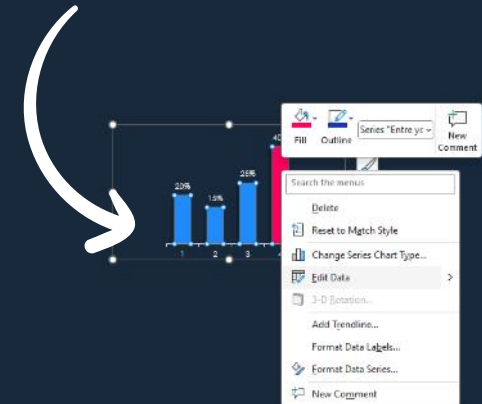 Fill
Outline
Series "Entre yc
New
Comment
40
25%
20%
15%
1
2
3
Search the menus
Delete
Reset to Match Style
Change Series Chart Type...
Edit Data
3-D Rotation...
Add Trendline...
Format Data Labels...
Format Data Series...
New Comment